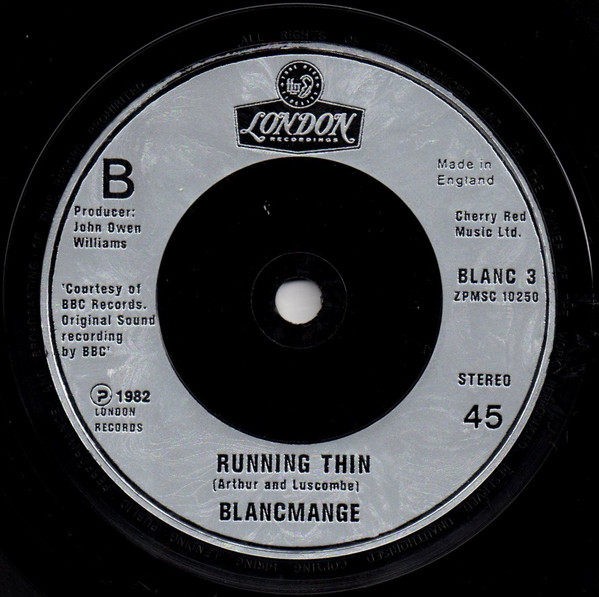 LONDON
RECORDINGS
B
Made in
England
Producer:
John Owen
Williams
Cherry Red
Music Ltd.
'Courtesy of
BBC Records.
Original Sound
recording
by BBC'
BLANC 3
ZPMSC 10250
Ⓟ 1982
LONDON
RECORDS
STEREO
45
RUNNING THIN
(Arthur and Luscombe)
BLANCMANGE